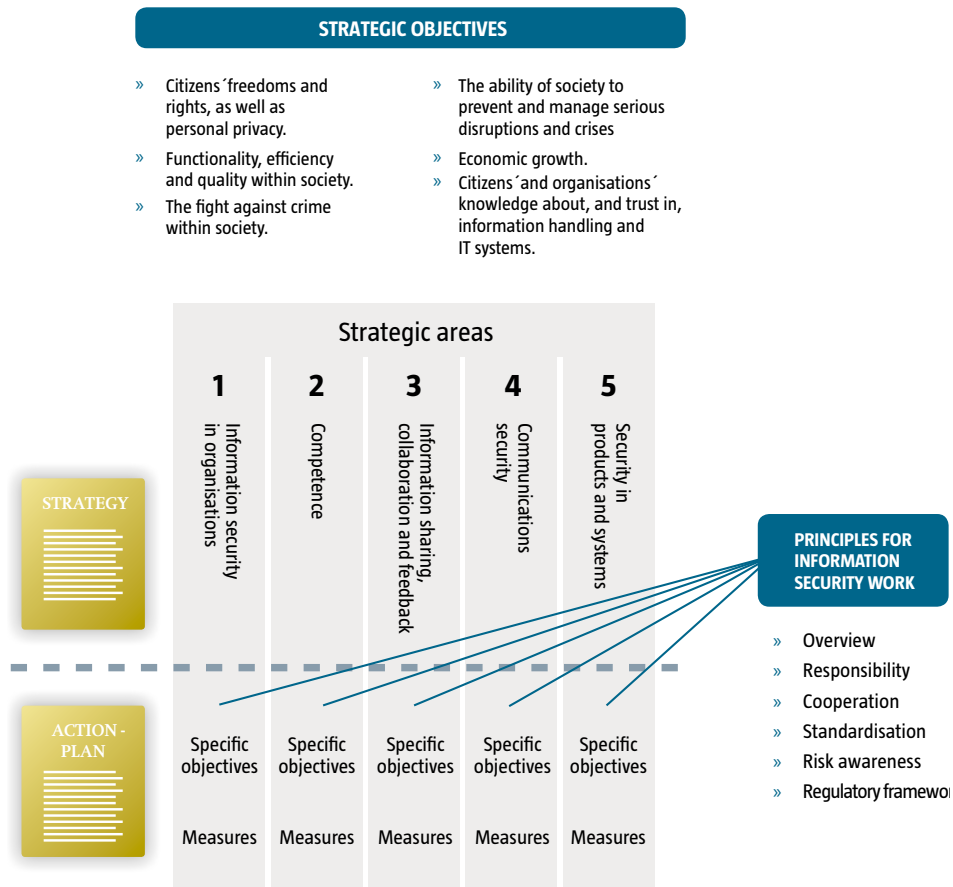 STRATEGIC OBJECTIVES
» Citizens´freedoms and
rights, as well as
personal privacy.
» Functionality, efficiency
and quality within society.
» The fight against crime
within society.
» The ability of society to
prevent and manage serious
disruptions and crises
» Economic growth.
» Citizens´and organisations´
knowledge about, and trust in,
information handling and
IT systems.
Strategic areas
1
Information security
in organisations
2
Competence
3
Information sharing,
collaboration and feedback
4
Communications
security
5
Security in
products and systems
STRATEGY
PRINCIPLES FOR
INFORMATION
SECURITY WORK
» Overview
» Responsibility
» Cooperation
» Standardisation
» Risk awareness
» Regulatory framewo
ACTION -
PLAN
Specific
objectives
Specific
objectives
Specific
objectives
Specific
objectives
Specific
objectives
Measures
Measures
Measures
Measures
Measures